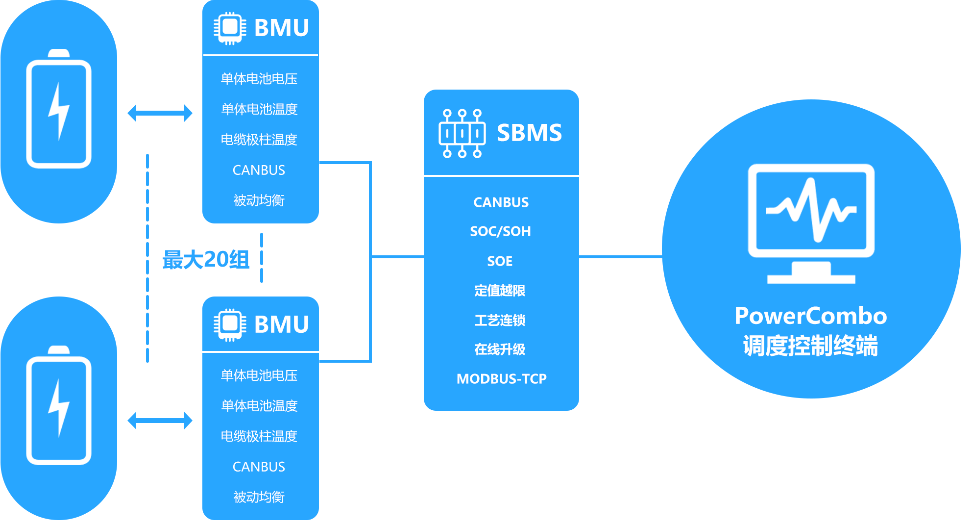 BMU
单体电池电压
单体电池温度
电缆极柱温度
CANBUS
被动均衡
最大20组
BMU
单体电池电压
单体电池温度
电缆极柱温度
CANBUS
被动均衡
SBMS
CANBUS
SOC/SOH
SOE
定值越限
工艺连锁
在线升级
MODBUS-TCP
PowerCombo
调度控制终端